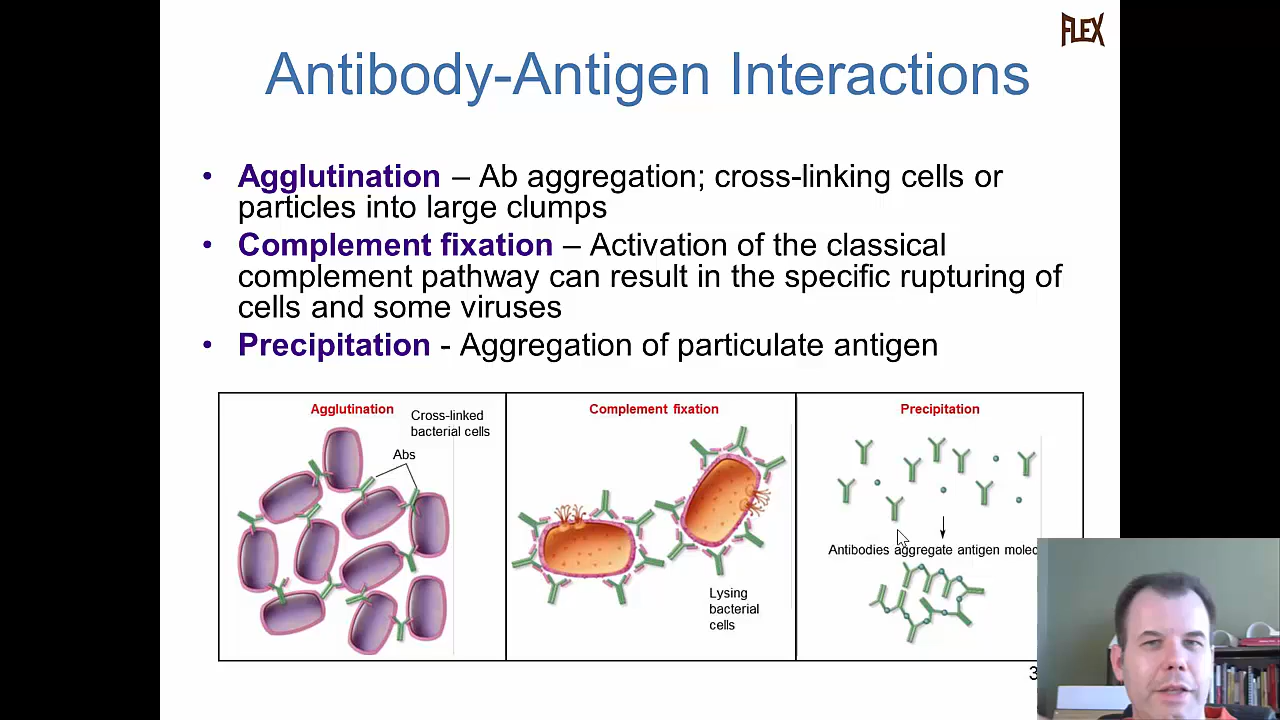 FLEX
Antibody-Antigen Interactions
• Agglutination – Ab aggregation; cross-linking cells or
particles into large clumps
• Complement fixation – Activation of the classical
complement pathway can result in the specific rupturing of
cells and some viruses
• Precipitation - Aggregation of particulate antigen
Agglutination
Cross-linked
bacterial cells
Abs
Complement fixation
Lysing
bacterial
cells
Precipitation
Antibodies aggregate antigen
3